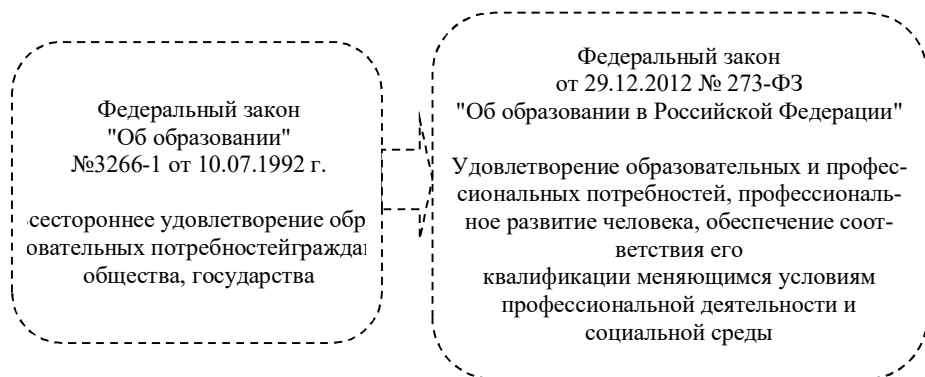 Федеральный закон
"Об образовании"
№3266-1 от 10.07.1992 г.
сестороннее удовлетворение обр
овательных потребностейграждан
общества, государства
Федеральный закон
от 29.12.2012 № 273-ФЗ
"Об образовании в Российской Федерации"
Удовлетворение образовательных и профес-
сиональных потребностей, профессиональ-
ное развитие человека, обеспечение соот-
ветствия его
квалификации меняющимся условиям
профессиональной деятельности и
социальной среды